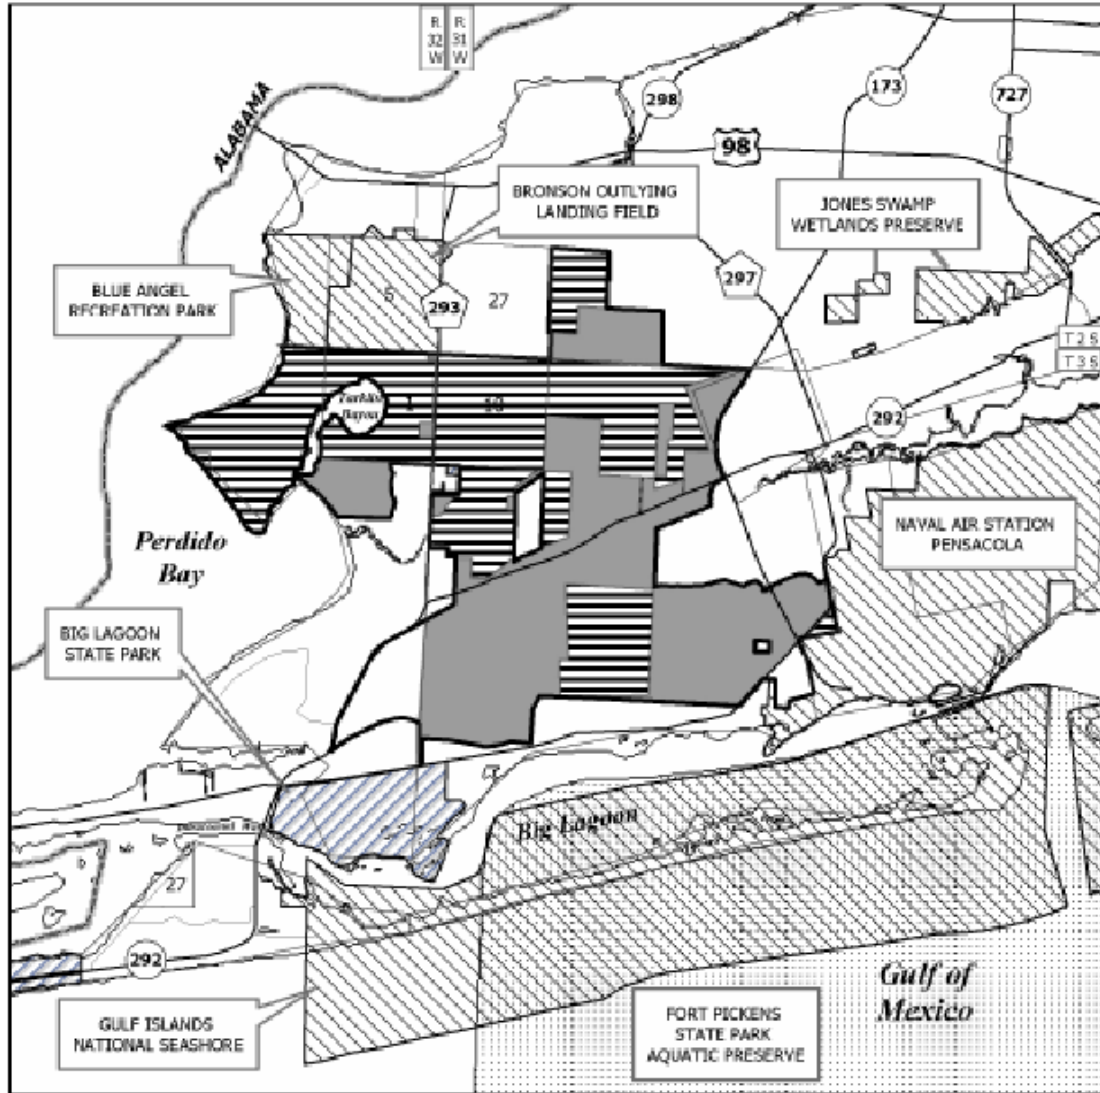 R R
32 31
W W
ALABAMA
298
173
727
98
BRONSON OUTLYING
LANDING FIELD
JONES SWAMP
WETLANDS PRESERVE
BLUE ANGEL
RECREATION PARK
6
293
27
297
T 2 S
T 3 S
1
292
Perdido
Bay
NAVAL AIR STATION
PENSACOLA
BIG LAGOON
STATE PARK
Big Lagoon
27
292
GULF ISLANDS
NATIONAL SEASHORE
FORT PICKENS
STATE PARK
AQUATIC PRESERVE
Gulf of
Mexico